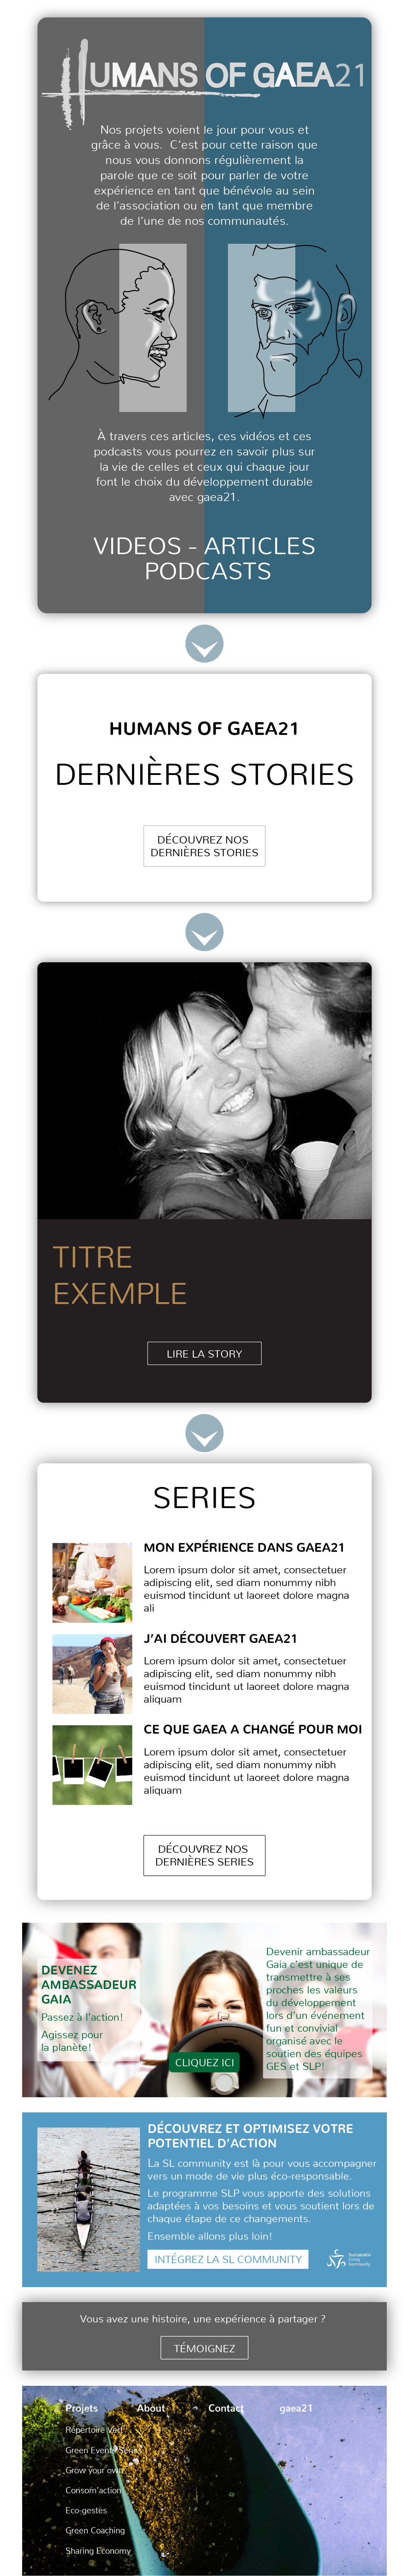 HUMANS OF GAEA21
Nos projets voient le jour pour vous et
grâce à vous. C'est pour cette raison que
nous vous donnons régulièrement la
parole que ce soit pour parler de votre
expérience en tant que bénévole au sein
de l'association ou en tant que membre
de l'une de nos communautés.
À travers ces articles, ces vidéos et ces
podcasts vous pourrez en savoir plus sur
la vie de celles et ceux qui chaque jour
font le choix du développement durable
avec gaea21.
VIDEOS - ARTICLES
PODCASTS
HUMANS OF GAEA21
DERNIÈRES STORIES
DÉCOUVREZ NOS
DERNIÈRES STORIES
TITRE
EXEMPLE
LIRE LA STORY
SERIES
MON EXPÉRIENCE DANS GAEA21
Lorem ipsum dolor sit amet, consectetuer
adipiscing elit, sed diam nonummy nibh
euismod tincidunt ut laoreet dolore magna
ali
J'AI DÉCOUVERT GAEA21
Lorem ipsum dolor sit amet, consectetuer
adipiscing elit, sed diam nonummy nibh
euismod tincidunt ut laoreet dolore magna
aliquam
CE QUE GAEA A CHANGÉ POUR MOI
Lorem ipsum dolor sit amet, consectetuer
adipiscing elit, sed diam nonummy nibh
euismod tincidunt ut laoreet dolore magna
aliquam
DÉCOUVREZ NOS
DERNIÈRES SERIES
DEVENEZ
AMBASSADEUR
GAIA
Passez à l'action!
Agissez pour
la planète!
CLIQUEZ ICI
Devenir ambassadeur
Gaia c'est unique de
transmettre à ses
proches les valeurs
du développement
lors d'un événement
fun et convivial
organisé avec le
soutien des équipes
GES et SLP!
DÉCOUVREZ ET OPTIMISEZ VOTRE
POTENTIEL D'ACTION
La SL community est là pour vous accompagner
vers un mode de vie plus éco-responsable.
Le programme SLP vous apporte des solutions
adaptées à vos besoins et vous soutient lors de
chaque étape de ce changements.
Ensemble allons plus loin!
INTÉGREZ LA SL COMMUNITY
Sustainable
Living
Community
Vous avez une histoire, une expérience à partager ?
TÉMOIGNEZ
Projets
About
Contact
gaea21
Répertoire Vert
Green Events Series
Grow your own
Consom'action
Eco-gestes
Green Coaching
Sharing Economy